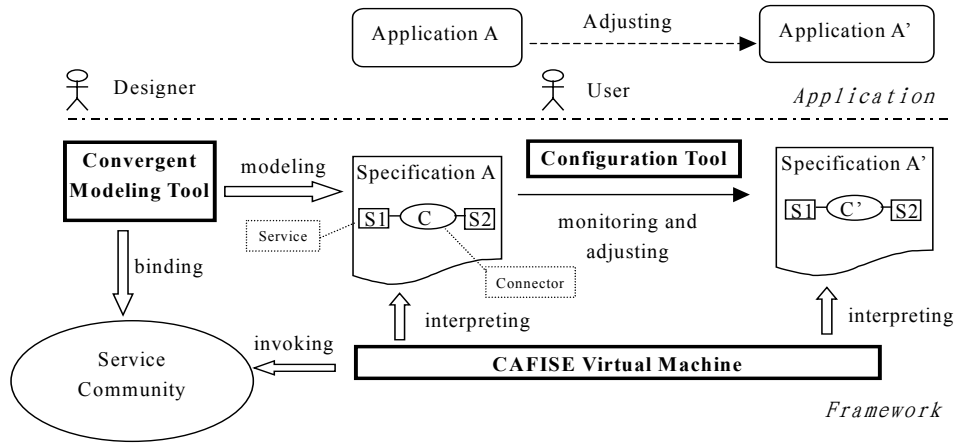 Application A
Adjusting
Application A'
Designer
User
Application
Convergent
Modeling Tool
modeling
Specification A
S1
C
S2
Service
Connector
Configuration Tool
monitoring and
adjusting
Specification A'
S1
C'
S2
binding
interpreting
interpreting
invoking
Service
Community
CAFISE Virtual Machine
Framework